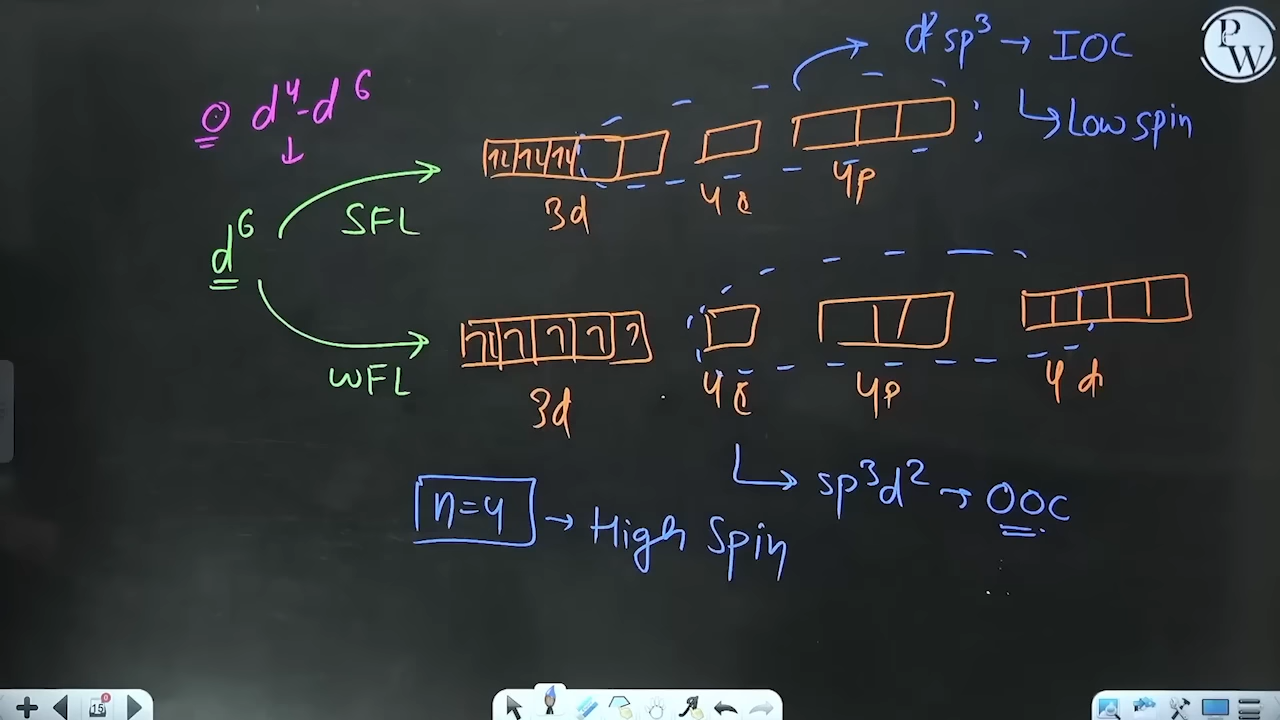 PW
d²sp³ → IOC
↳ Low spin
⊙ d⁴-d⁶
↓
3d 4s 4p
SFL
d⁶
WFL
3d 4s 4p 4d
↳ sp³d² → OOC
n=4 → High Spin
15